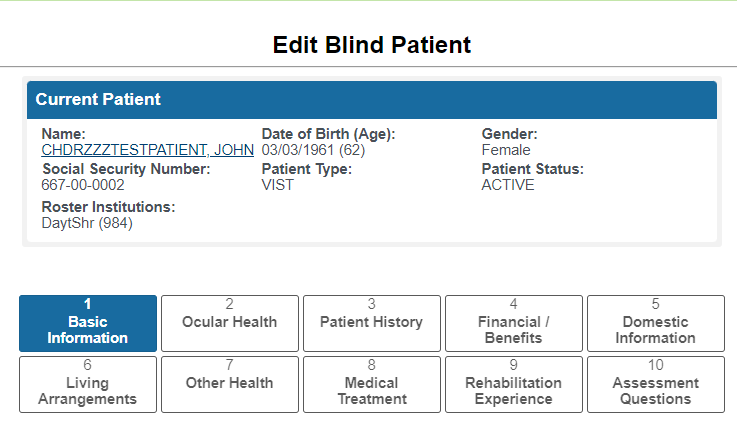 Edit Blind Patient
Current Patient
Name: Date of Birth (Age): Gender:
CHDRZZZTESTPATIENT, JOHN 03/03/1961 (62) Female
Social Security Number: Patient Type: Patient Status:
667-00-0002 VIST ACTIVE
Roster Institutions:
DaytShr (984)
1 2 3 4 5
Basic Ocular Health Patient History Financial / Domestic
Information Benefits Information
6 7 8 9 10
Living Other Health Medical Rehabilitation Assessment
Arrangements Treatment Experience Questions